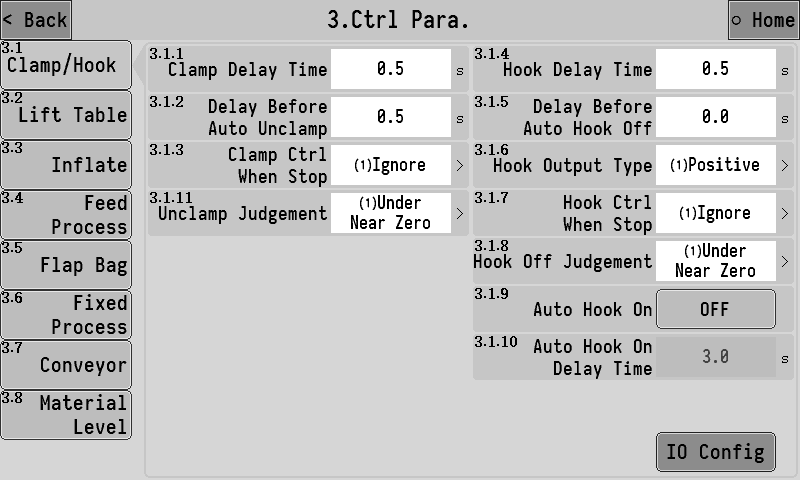 < Back
3.Ctrl Para.
○ Home
3.1
Clamp/Hook
3.2
Lift Table
3.3
Inflate
3.4
Feed
Process
3.5
Flap Bag
3.6
Fixed
Process
3.7
Conveyor
3.8
Material
Level
3.1.1
Clamp Delay Time
0.5
s
3.1.2
Delay Before
Auto Unclamp
0.5
s
3.1.3
Clamp Ctrl
When Stop
(1)Ignore
>
3.1.11
Unclamp Judgement
(1)Under
Near Zero
>
3.1.4
Hook Delay Time
0.5
s
3.1.5
Delay Before
Auto Hook Off
0.0
s
3.1.6
Hook Output Type
(1)Positive
>
3.1.7
Hook Ctrl
When Stop
(1)Ignore
>
3.1.8
Hook Off Judgement
(1)Under
Near Zero
>
3.1.9
Auto Hook On
OFF
3.1.10
Auto Hook On
Delay Time
3.0
s
IO Config